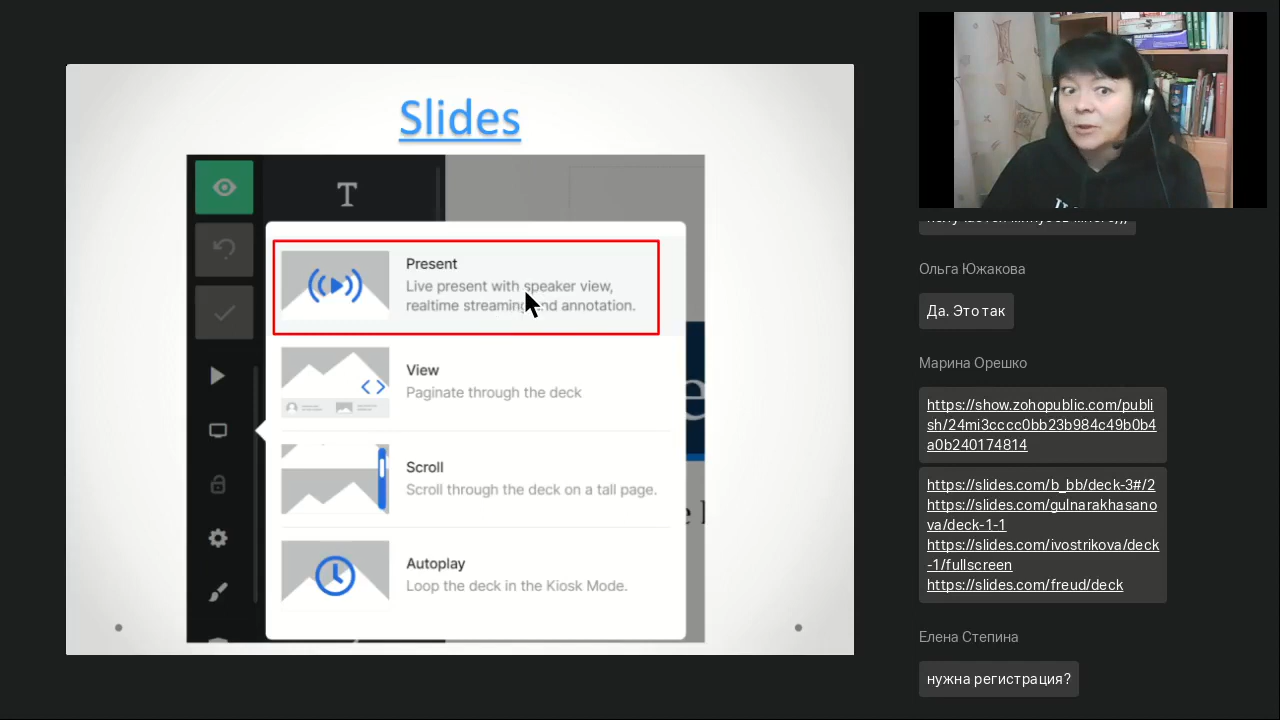 Slides
T
Present
Live present with speaker view,
realtime streaming and annotation.
View
Paginate through the deck
Scroll
Scroll through the deck on a tall page.
Autoplay
Loop the deck in the Kiosk Mode.
Ольга Южакова
Да. Это так
Марина Орешко
https://show.zohopublic.com/publi
sh/24mi3cccc0bb23b984c49b0b4
a0b240174814
https://slides.com/b_bb/deck-3#/2
https://slides.com/gulnarakhasano
va/deck-1-1
https://slides.com/ivostrikova/deck
-1/fullscreen
https://slides.com/freud/deck
Елена Степина
нужна регистрация?